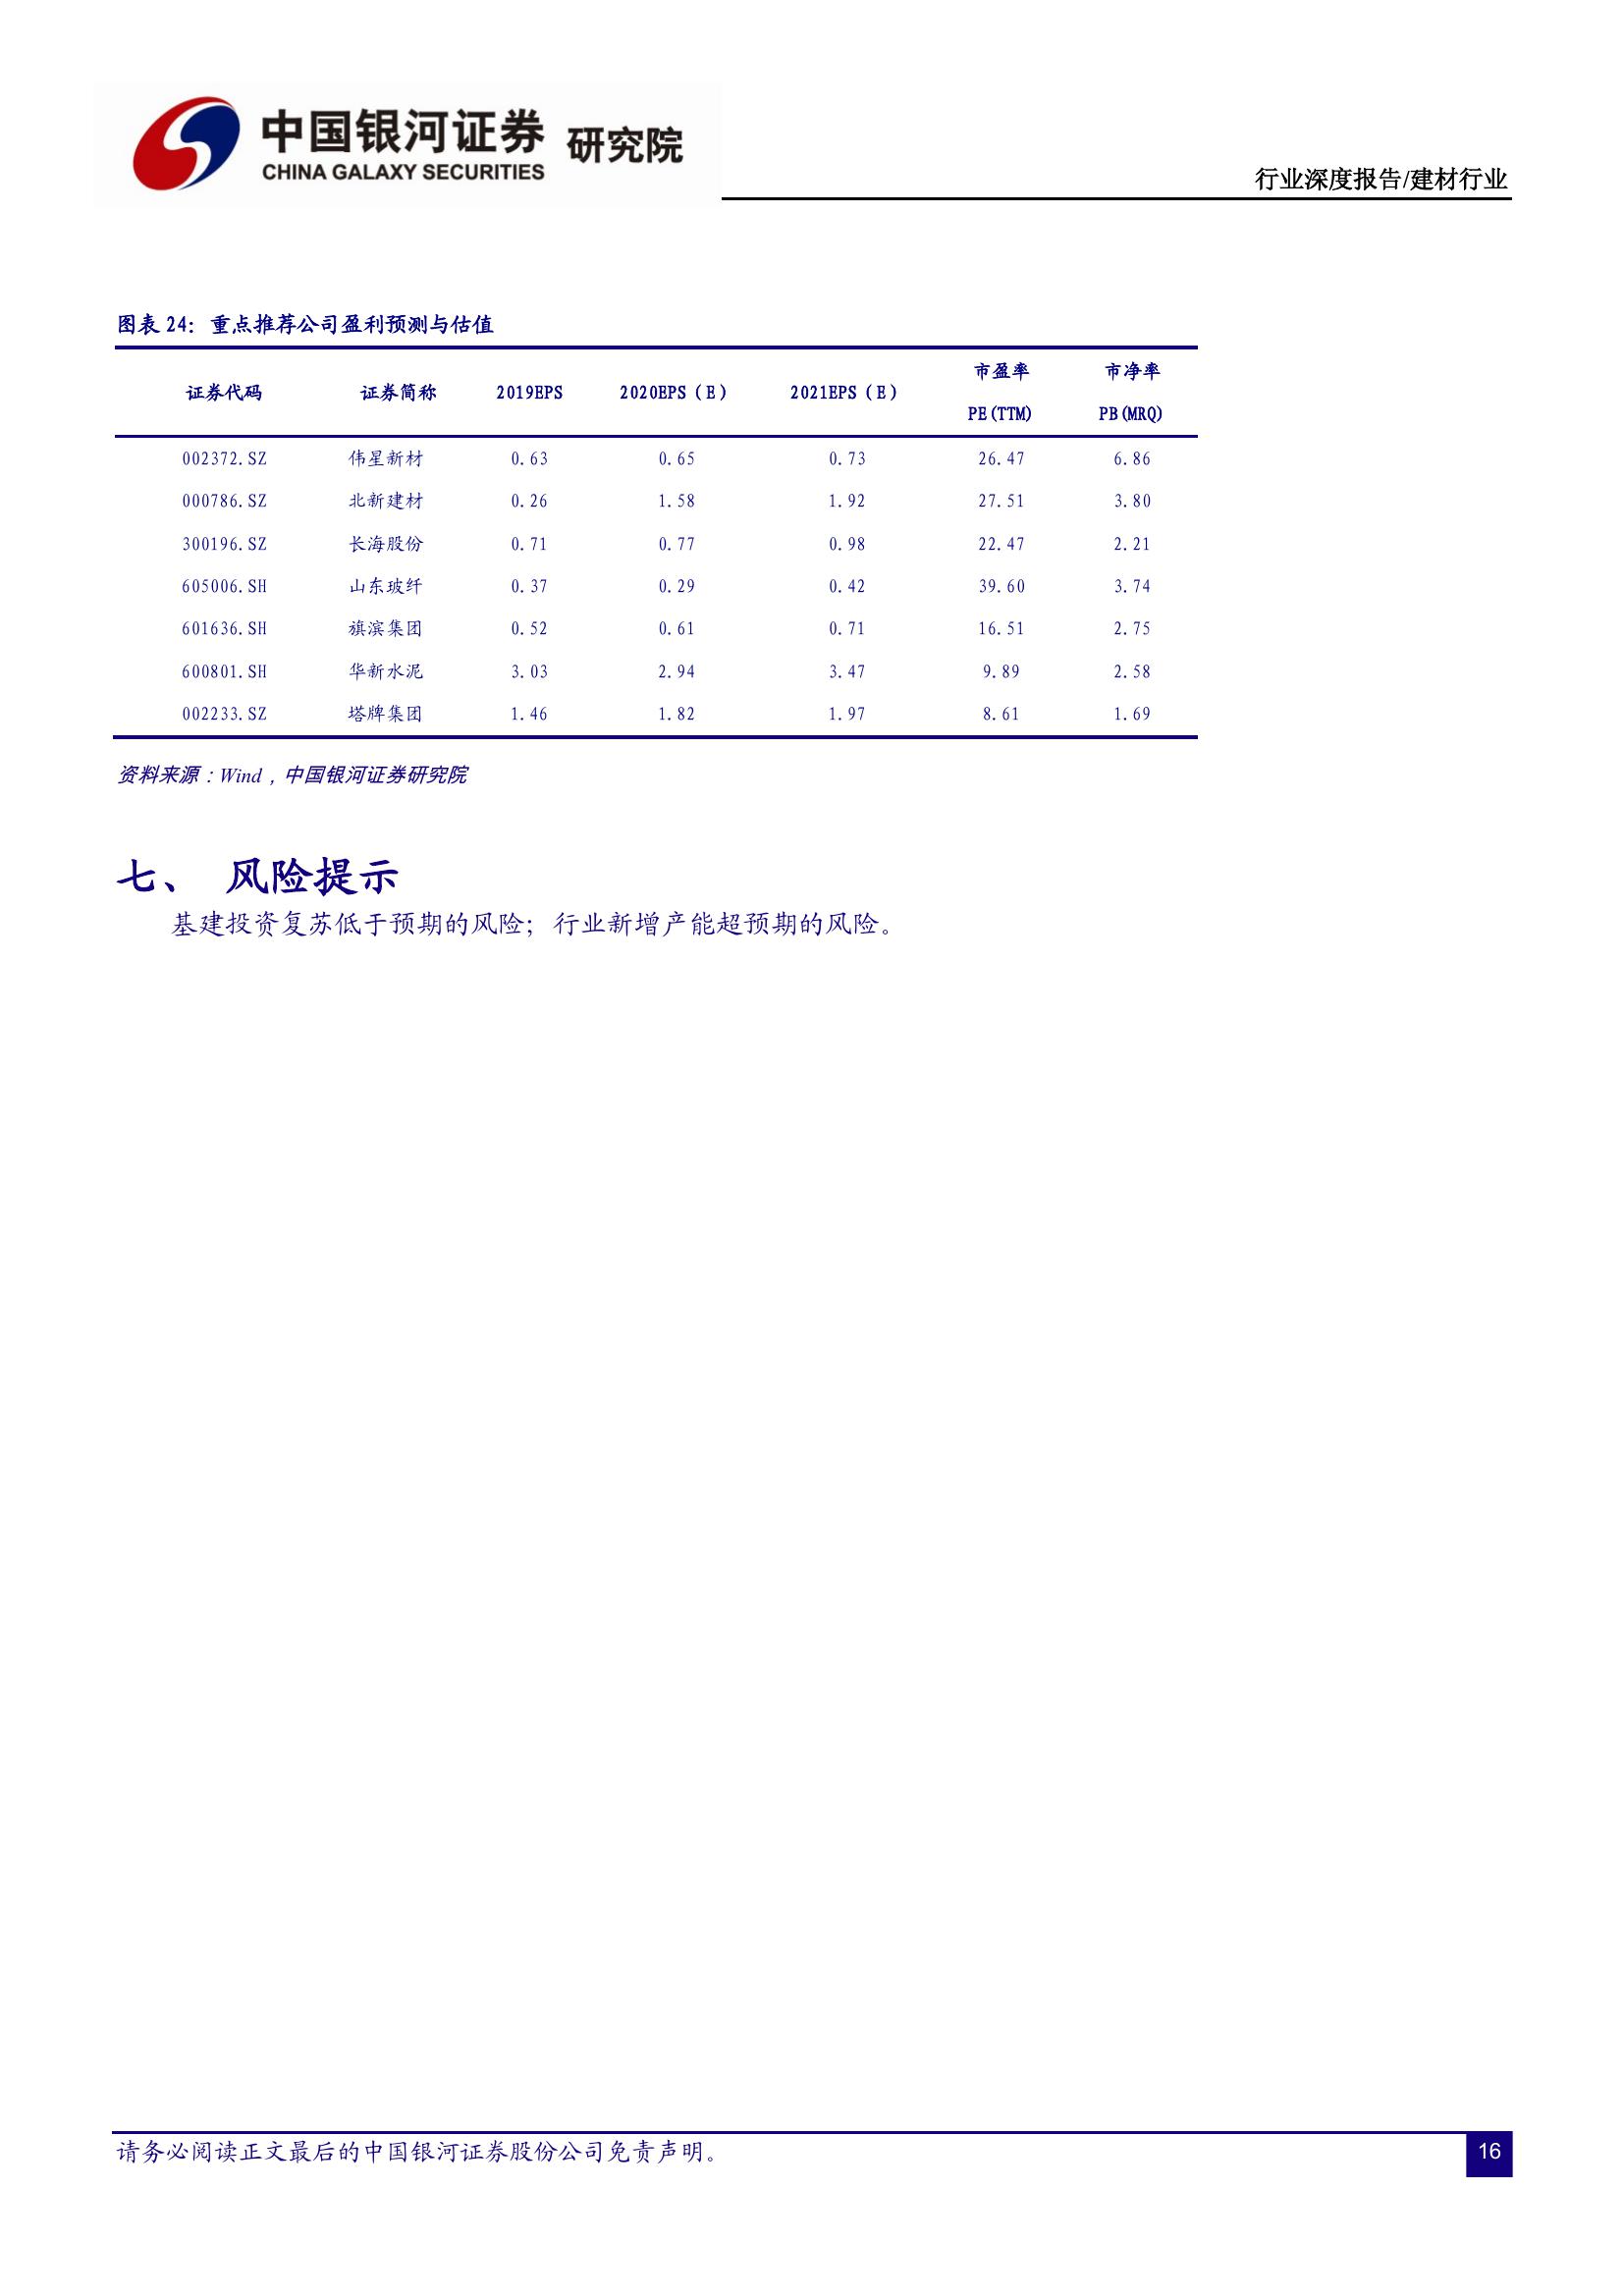 中国银河证券 研究院
CHINA GALAXY SECURITIES
行业深度报告/建材行业
图表 24：重点推荐公司盈利预测与估值
证券代码 证券简称 2019EPS 2020EPS（E） 2021EPS（E） 市盈率 PE(TTM) 市净率 PB(MRQ)
002372.SZ 伟星新材 0.63 0.65 0.73 26.47 6.86
000786.SZ 北新建材 0.26 1.58 1.92 27.51 3.80
300196.SZ 长海股份 0.71 0.77 0.98 22.47 2.21
605006.SH 山东玻纤 0.37 0.29 0.42 39.60 3.74
601636.SH 旗滨集团 0.52 0.61 0.71 16.51 2.75
600801.SH 华新水泥 3.03 2.94 3.47 9.89 2.58
002233.SZ 塔牌集团 1.46 1.82 1.97 8.61 1.69
资料来源：Wind，中国银河证券研究院
七、 风险提示
基建投资复苏低于预期的风险；行业新增产能超预期的风险。
请务必阅读正文最后的中国银河证券股份公司免责声明。
16